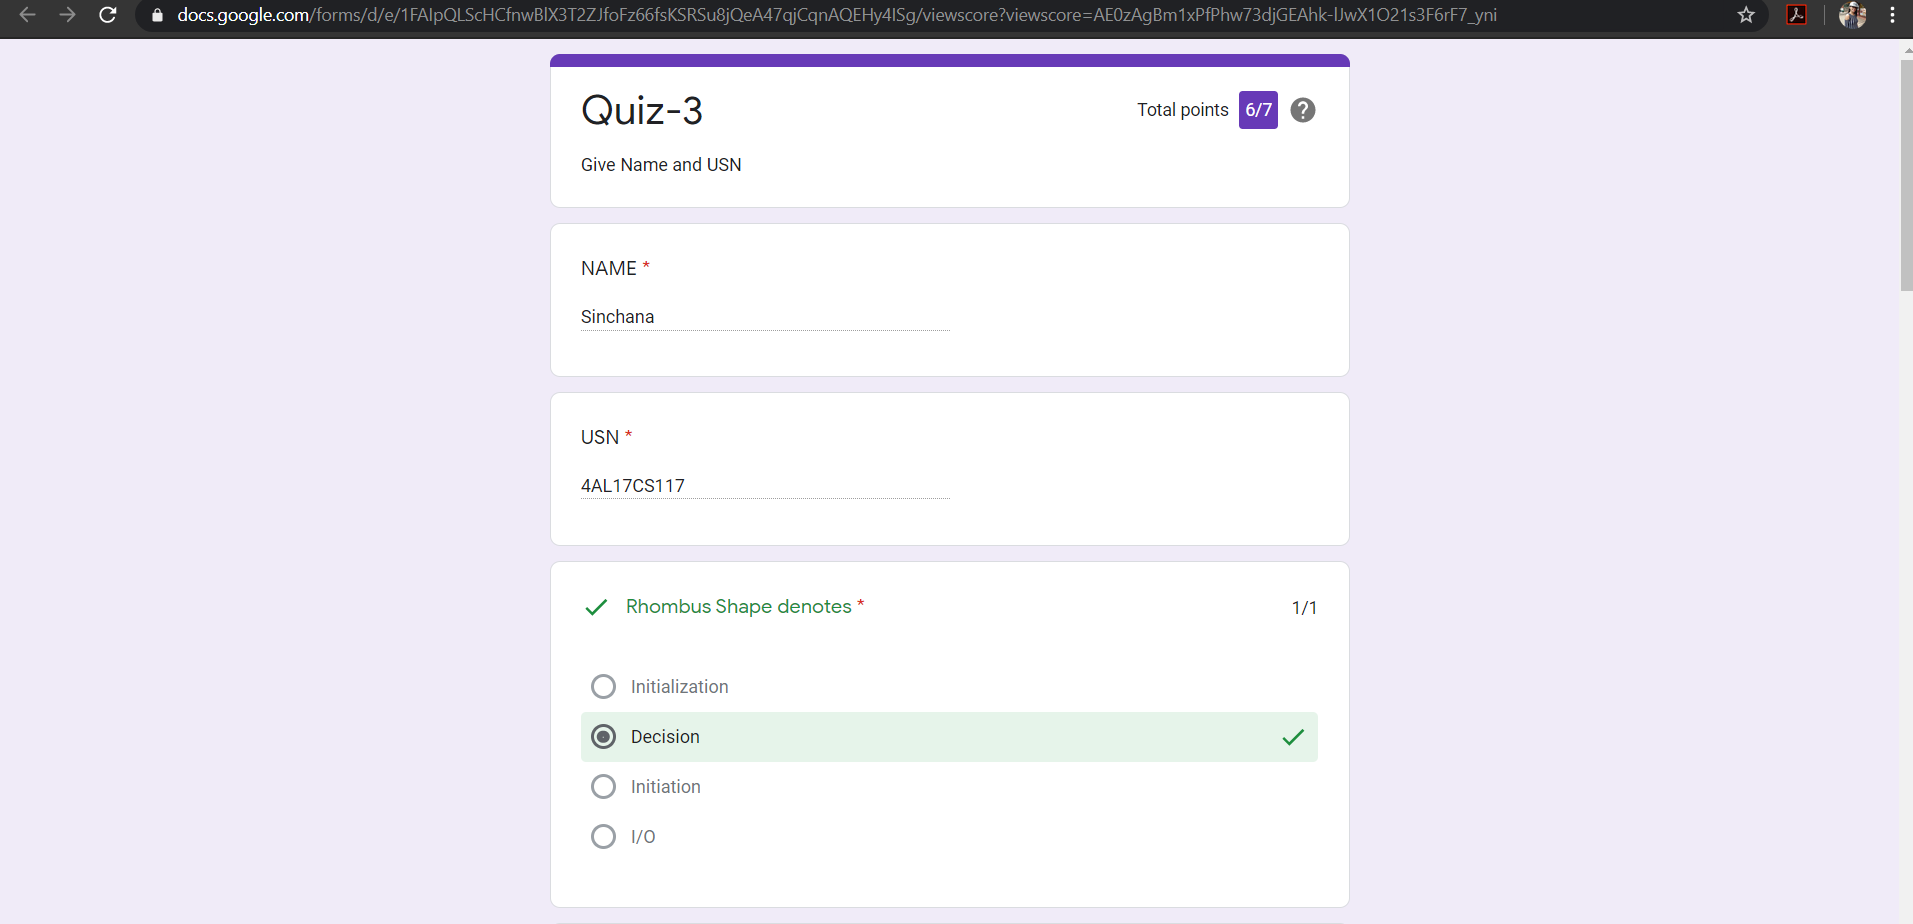 docs.google.com/forms/d/e/1FAIpQLScHCfnwBlX3T2ZJfoFz66fsKSRSu8jQeA47qjCqnAQEHy4ISg/viewscore?viewscore=AE0zAgBm1xPfPhw73djGEAhk-lJwX1O21s3F6rF7_yni
Quiz-3
Total points 6/7
Give Name and USN
NAME *
Sinchana
USN *
4AL17CS117
Rhombus Shape denotes *
1/1
Initialization
Decision
Initiation
I/O